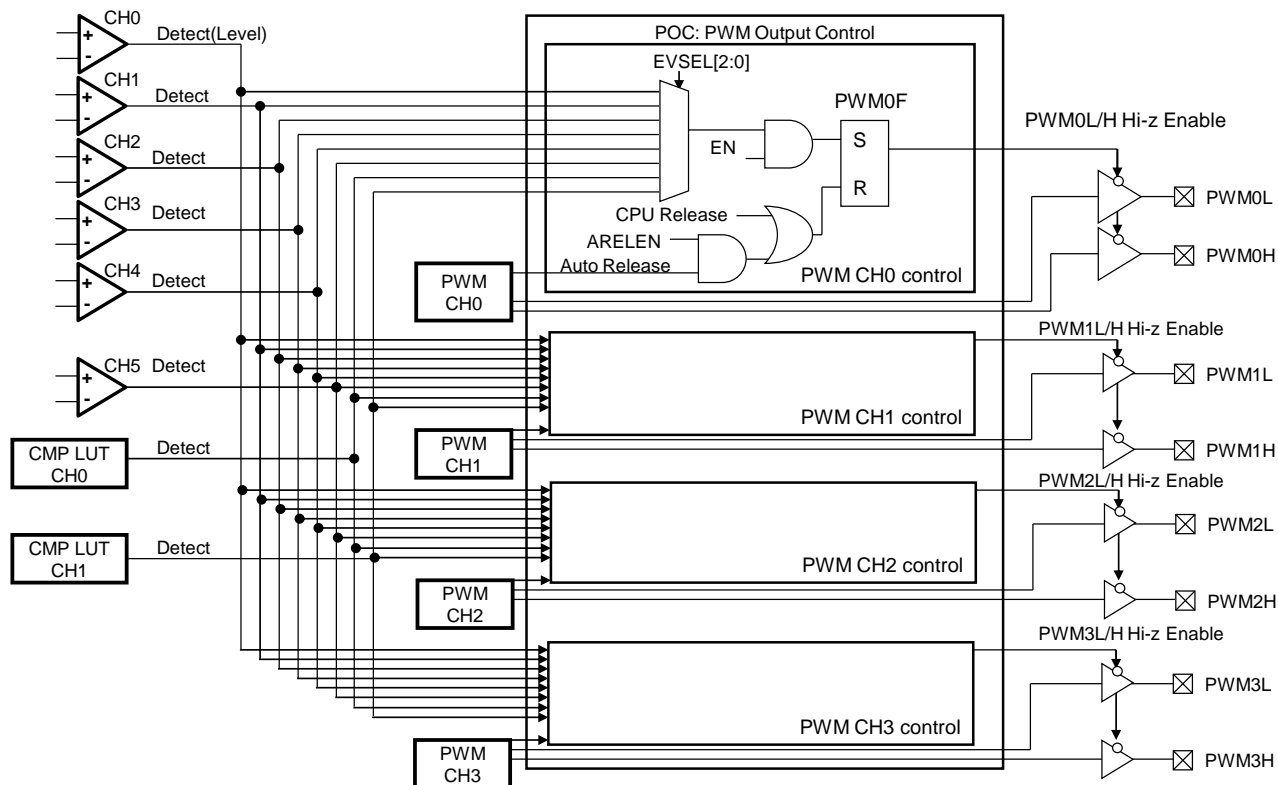 CH0
Detect(Level)
CH1
Detect
CH2
Detect
CH3
Detect
CH4
Detect
CH5
Detect
CMP LUT
CH0
Detect
CMP LUT
CH1
Detect
POC: PWM Output Control
EVSEL[2:0]
PWM0F
EN
S
R
CPU Release
ARELEN
Auto Release
PWM CH0 control
PWM
CH0
PWM0L/H Hi-z Enable
PWM0L
PWM0H
PWM CH1 control
PWM
CH1
PWM1L/H Hi-z Enable
PWM1L
PWM1H
PWM CH2 control
PWM
CH2
PWM2L/H Hi-z Enable
PWM2L
PWM2H
PWM CH3 control
PWM
CH3
PWM3L/H Hi-z Enable
PWM3L
PWM3H